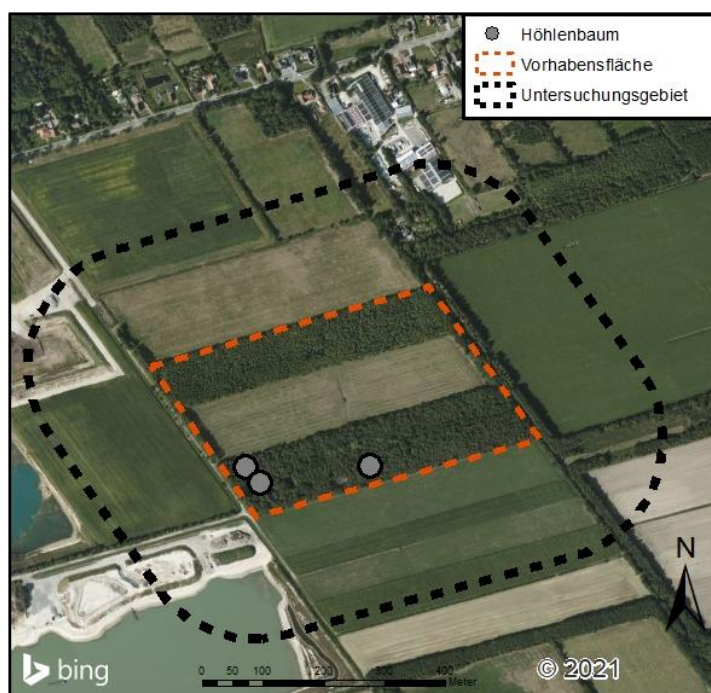 Höhlenbaum
Vorhabensfläche
Untersuchungsgebiet
N
bing
0 50 100 200 300 400
Meter
© 2021